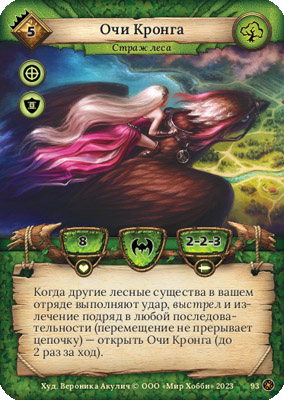 5
Очи Кронга
Страж леса
8
2-2-3
Когда другие лесные существа в вашем
отряде выполняют удар, выстрел и из-
лечение подряд в любой последова-
тельности (перемещение не прерывает
цепочку) — открыть Очи Кронга (до
2 раз за ход).
Худ. Вероника Акулич © ООО «Мир Хобби» 2023
93